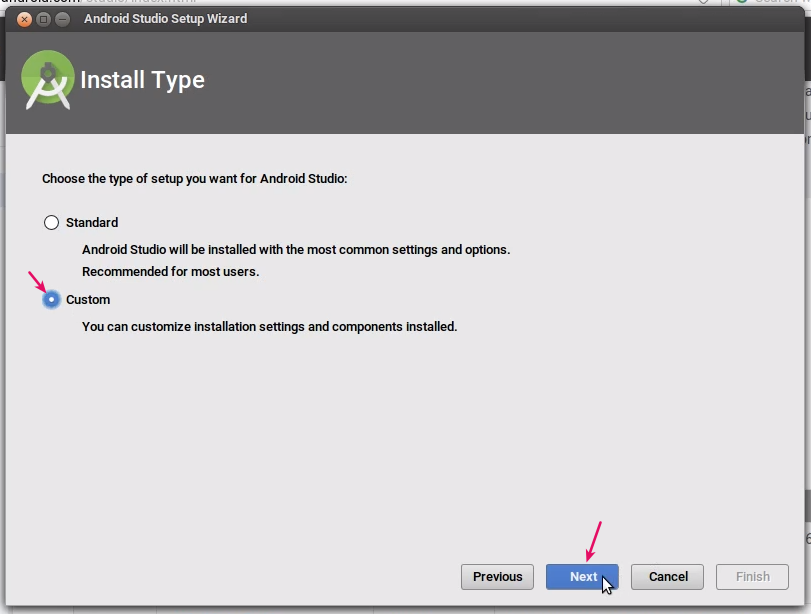 Android Studio Setup Wizard
Install Type
Choose the type of setup you want for Android Studio:
Standard
Android Studio will be installed with the most common settings and options.
Recommended for most users.
Custom
You can customize installation settings and components installed.
Previous
Next
Cancel
Finish